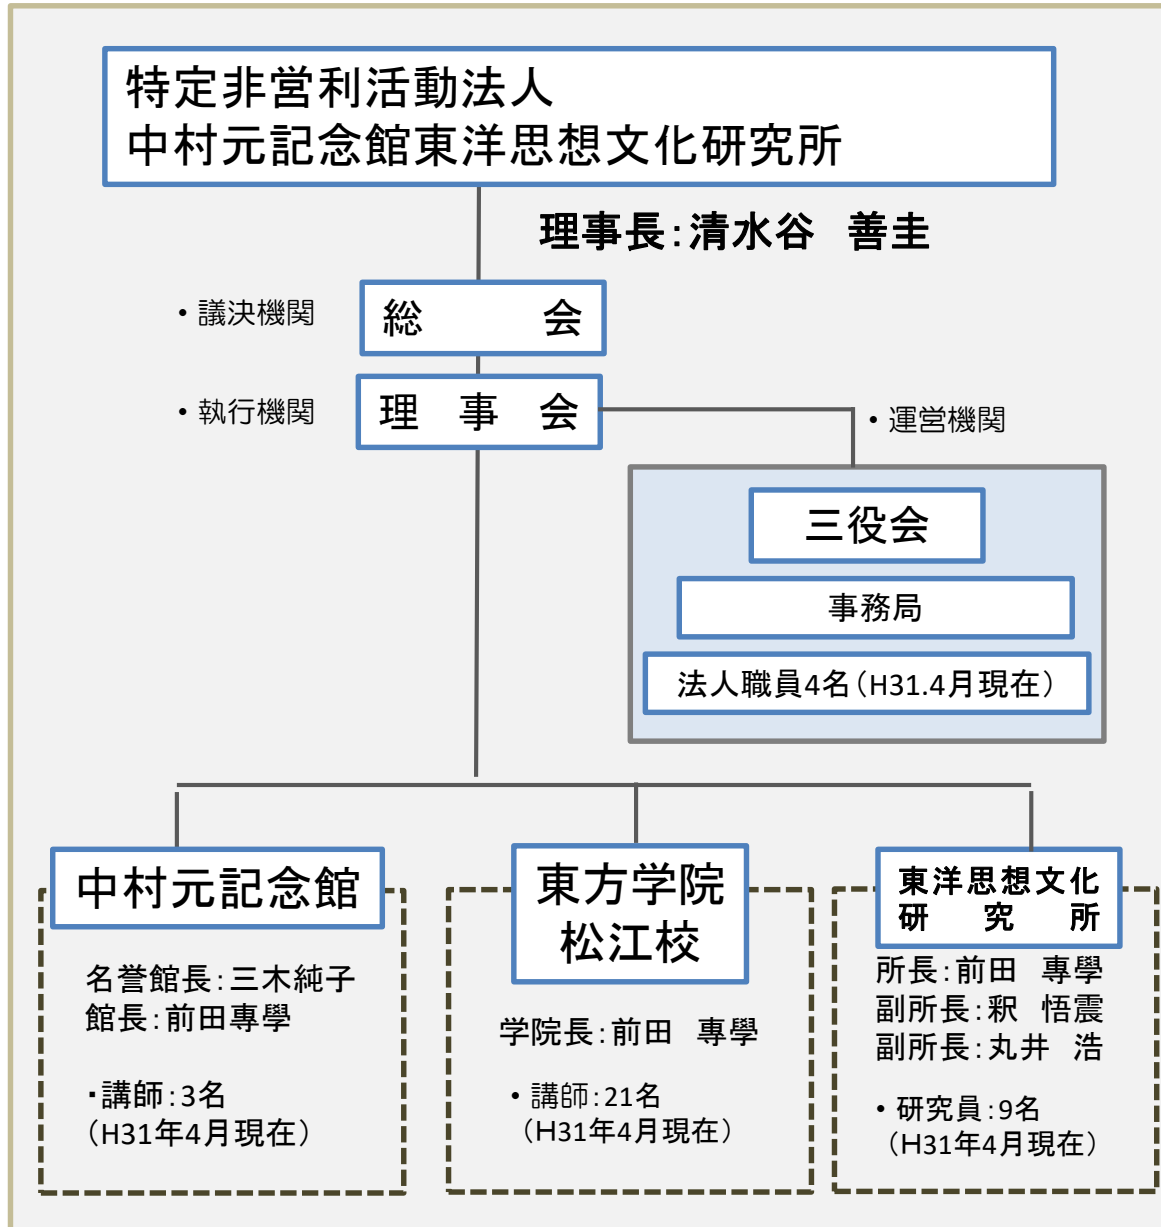 特定非営利活動法人
中村元記念館東洋思想文化研究所
理事長：清水谷　善圭
・議決機関
総　　　会
・執行機関
理　事　会
・運営機関
三役会
事務局
法人職員4名（H31.4月現在）
中村元記念館
名誉館長：三木純子
館長：前田專學
・講師：3名
（H31年4月現在）
東方学院
松江校
学院長：前田　專學
・講師：21名
（H31年4月現在）
東洋思想文化
研　究　所
所長：前田　專學
副所長：釈　悟震
副所長：丸井　浩
・研究員：9名
（H31年4月現在）